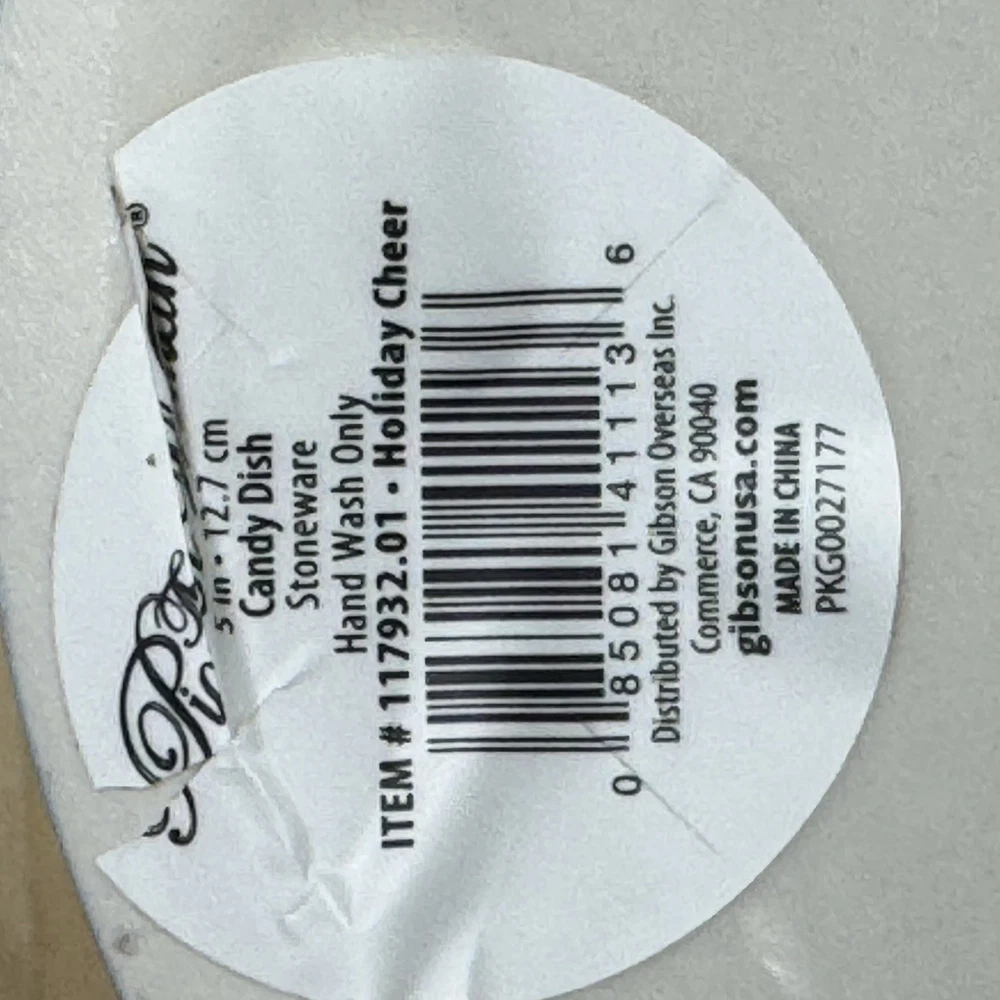 5 in • 12.7 cm
Candy Dish
Stoneware
Hand Wash Only
ITEM # 117932.01 • Holiday Cheer
0 85081 41113 6
Distributed by Gibson Overseas Inc.
Commerce, CA 90040
gibsonusa.com
MADE IN CHINA
PKG0027177